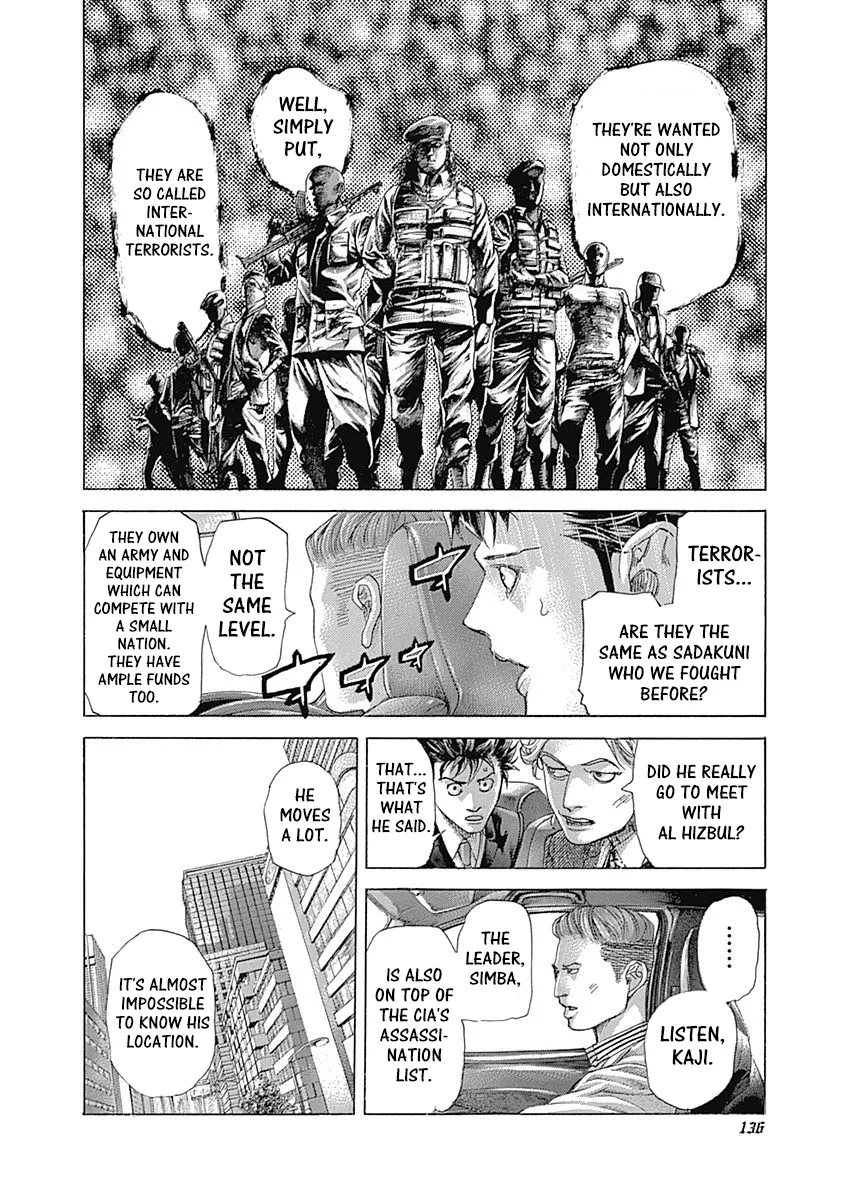 THEY'RE WANTED
NOT ONLY
DOMESTICALLY
BUT ALSO
INTERNATIONALLY.
WELL,
SIMPLY
PUT,
THEY ARE
SO CALLED
INTER-
NATIONAL
TERRORISTS.
TERROR-
ISTS...
ARE THEY THE
SAME AS SADAKUNI
WHO WE FOUGHT
BEFORE?
NOT
THE
SAME
LEVEL.
THEY OWN
AN ARMY AND
EQUIPMENT
WHICH CAN
COMPETE WITH
A SMALL
NATION.
THEY HAVE
AMPLE FUNDS
TOO.
DID HE REALLY
GO TO MEET
WITH
AL HIZBUL?
THAT...
THAT'S
WHAT
HE SAID.
......
LISTEN,
KAJI.
THE
LEADER,
SIMBA,
IS ALSO
ON TOP OF
THE CIA'S
ASSASSI-
NATION
LIST.
HE
MOVES
A LOT.
IT'S ALMOST
IMPOSSIBLE
TO KNOW HIS
LOCATION.
136